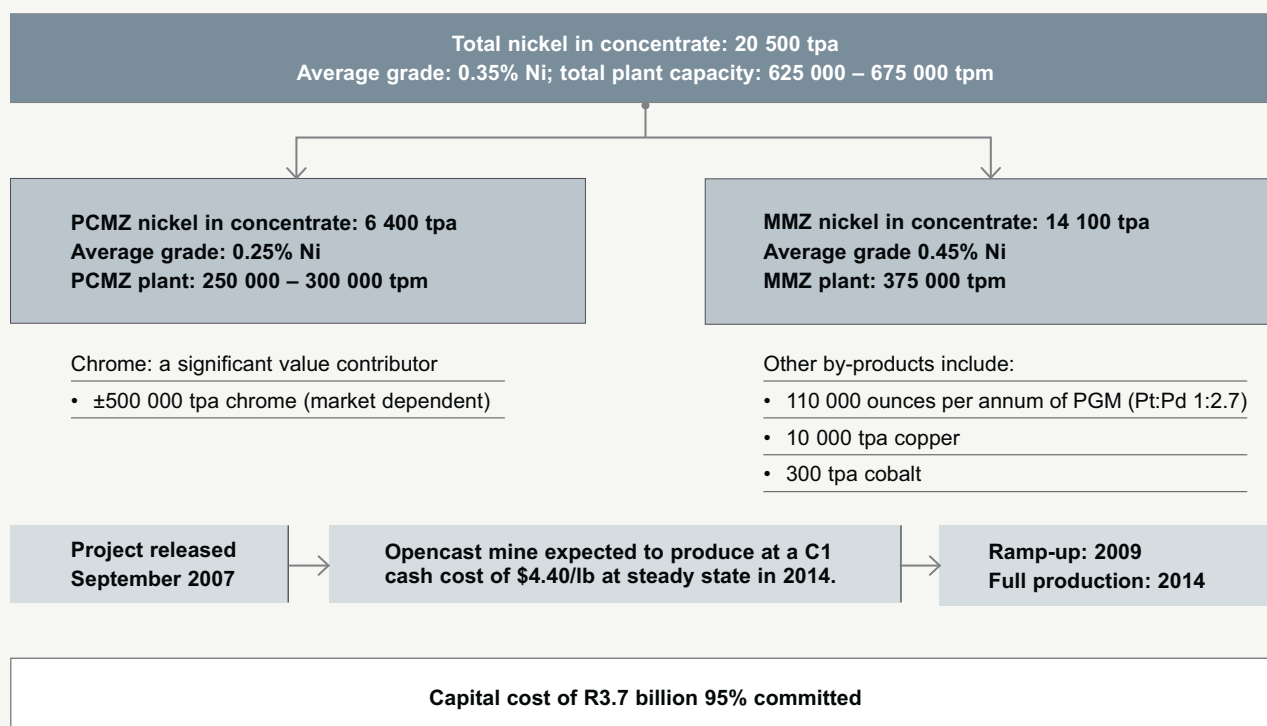 Total nickel in concentrate: 20 500 tpa
Average grade: 0.35% Ni; total plant capacity: 625 000 – 675 000 tpm
PCMZ nickel in concentrate: 6 400 tpa
Average grade: 0.25% Ni
PCMZ plant: 250 000 – 300 000 tpm
MMZ nickel in concentrate: 14 100 tpa
Average grade 0.45% Ni
MMZ plant: 375 000 tpm
Chrome: a significant value contributor
• ±500 000 tpa chrome (market dependent)
Other by-products include:
• 110 000 ounces per annum of PGM (Pt:Pd 1:2.7)
• 10 000 tpa copper
• 300 tpa cobalt
Project released
September 2007
Opencast mine expected to produce at a C1
cash cost of $4.40/lb at steady state in 2014.
Ramp-up: 2009
Full production: 2014
Capital cost of R3.7 billion 95% committed